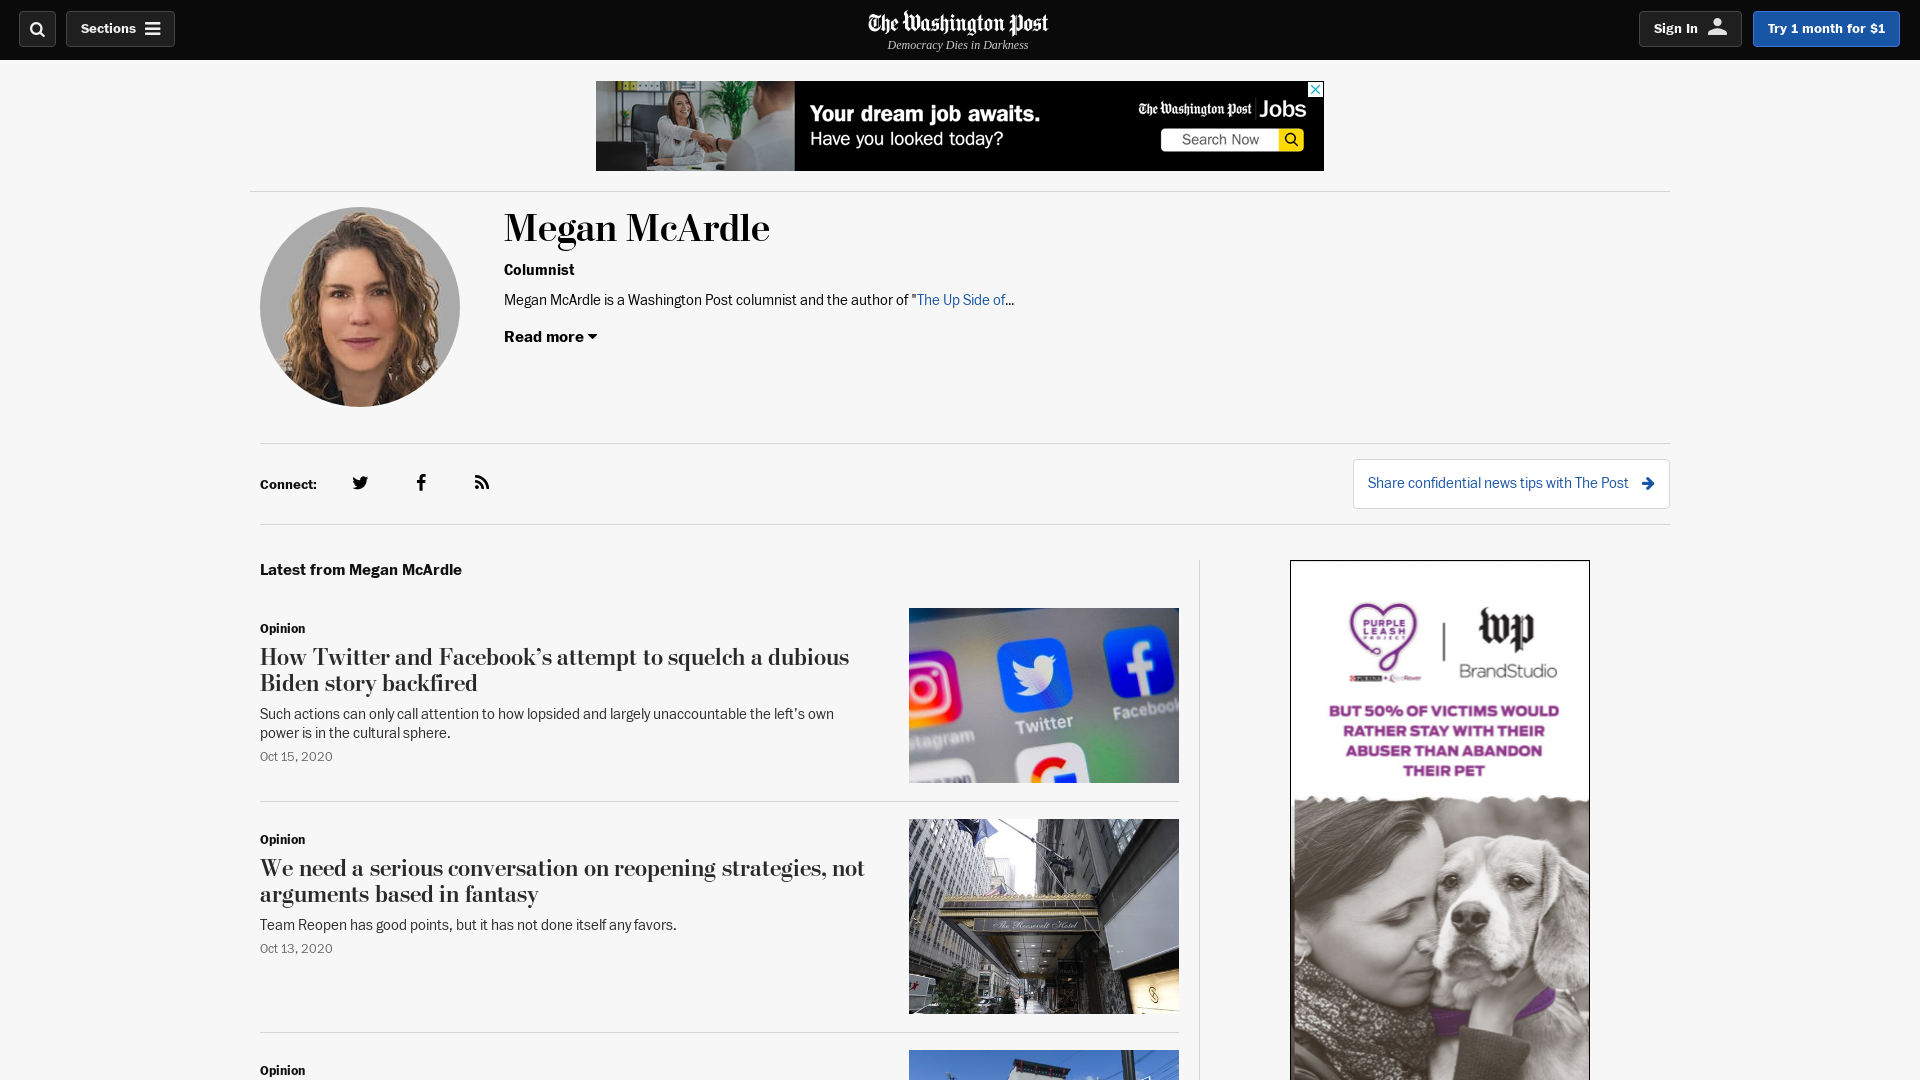 Sections
The Washington Post
Democracy Dies in Darkness
Sign In
Try 1 month for $1
Your dream job awaits.
Have you looked today?
The Washington Post Jobs
Search Now
Megan McArdle
Columnist
Megan McArdle is a Washington Post columnist and the author of "The Up Side of...
Read more
Connect:
Share confidential news tips with The Post
Latest from Megan McArdle
Opinion
How Twitter and Facebook’s attempt to squelch a dubious
Biden story backfired
Such actions can only call attention to how lopsided and largely unaccountable the left’s own
power is in the cultural sphere.
Oct 15, 2020
Instagram
Twitter
Facebook
Opinion
We need a serious conversation on reopening strategies, not
arguments based in fantasy
Team Reopen has good points, but it has not done itself any favors.
Oct 13, 2020
The Roosevelt Hotel
Opinion
PURPLE
LEASH
PROJECT
PURINA
wp
BrandStudio
BUT 50% OF VICTIMS WOULD
RATHER STAY WITH THEIR
ABUSER THAN ABANDON
THEIR PET